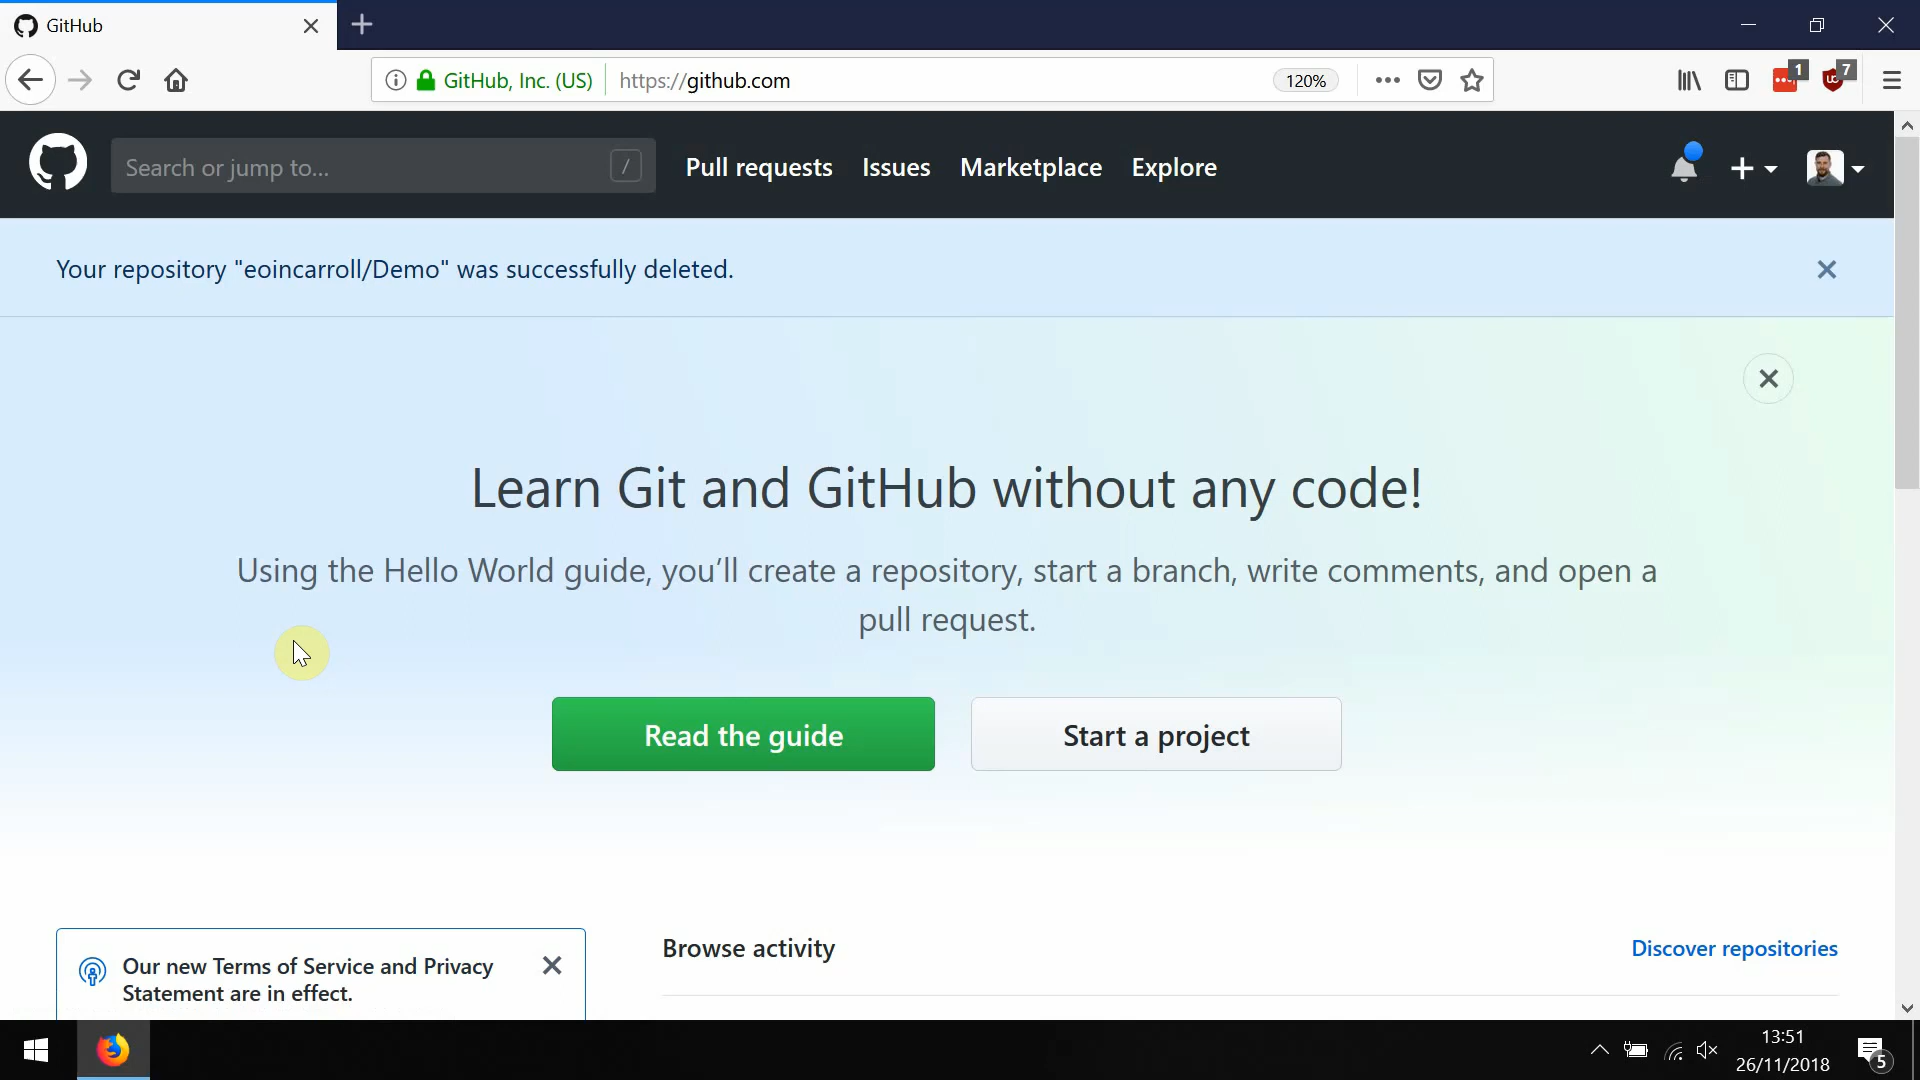 GitHub
GitHub, Inc. (US)
https://github.com
120%
1
7
Search or jump to...
/
Pull requests
Issues
Marketplace
Explore
Your repository "eoincarroll/Demo" was successfully deleted.
Learn Git and GitHub without any code!
Using the Hello World guide, you’ll create a repository, start a branch, write comments, and open a
pull request.
Read the guide
Start a project
Our new Terms of Service and Privacy
Statement are in effect.
Browse activity
Discover repositories
13:51
26/11/2018
5